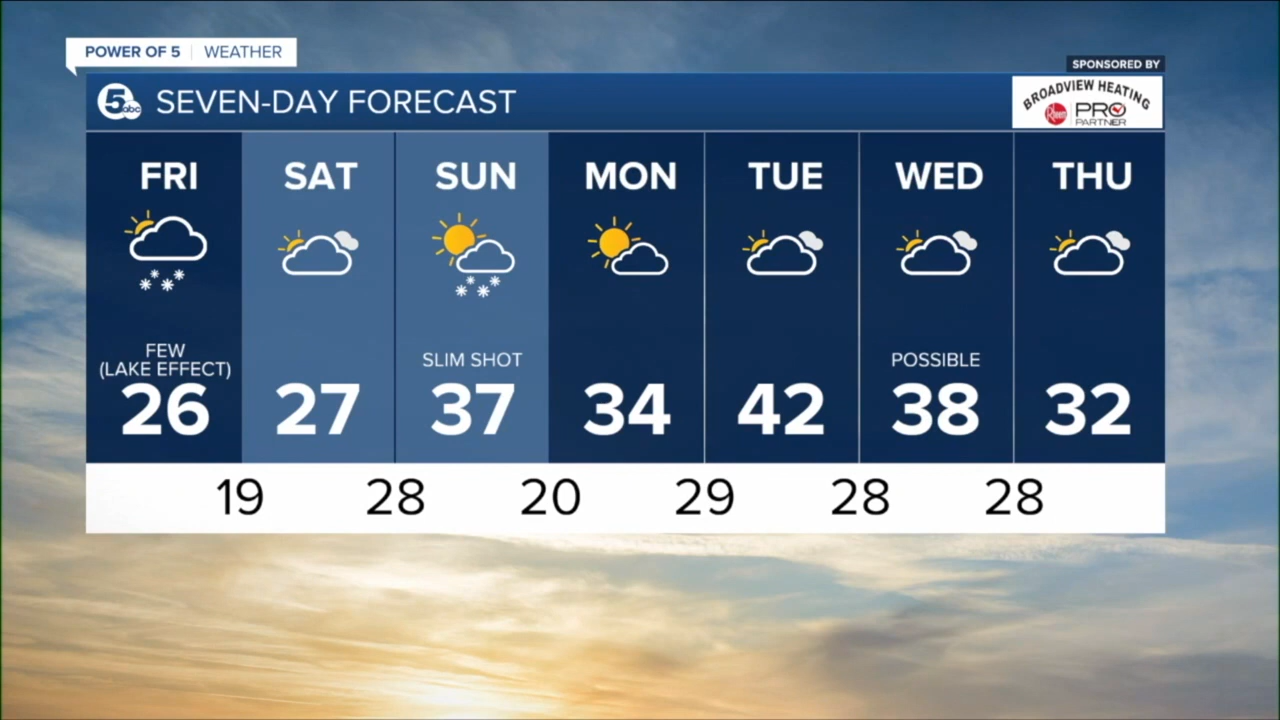 POWER OF 5 | WEATHER
SPONSORED BY
5 abc SEVEN-DAY FORECAST
BROADVIEW HEATING
Rheem PRO
PARTNER
FRI SAT SUN MON TUE WED THU
FEW SLIM SHOT POSSIBLE
(LAKE EFFECT)
26 27 37 34 42 38 32
19 28 20 29 28 28